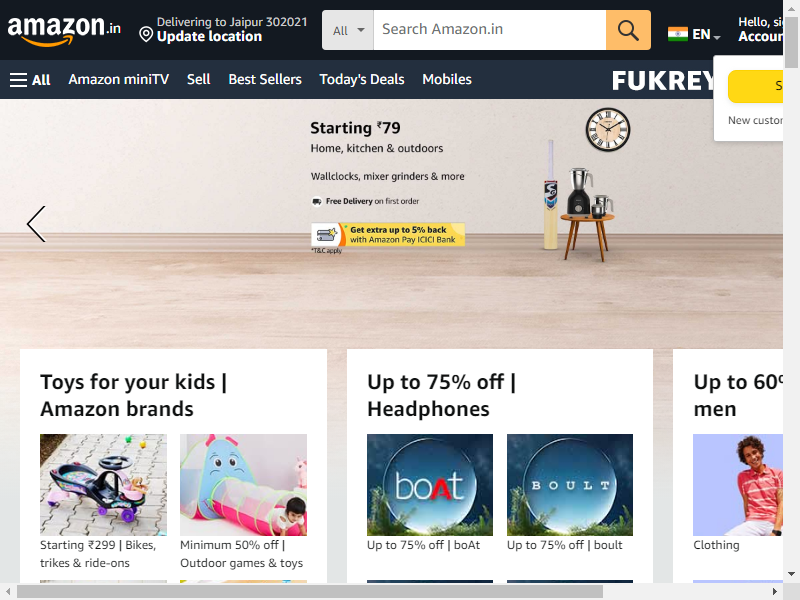 amazon.in
Delivering to Jaipur 302021
Update location
All
Search Amazon.in
EN
Hello,
All
Amazon miniTV
Sell
Best Sellers
Today's Deals
Mobiles
FUKREY
New
Starting ₹79
Home, kitchen & outdoors
Wallclocks, mixer grinders & more
Free Delivery on first order
Get extra up to 5% back
with Amazon Pay ICICI Bank
*T&C apply
Toys for your kids |
Amazon brands
Up to 75% off |
Headphones
Up to
men
boAt
BOULT
Starting ₹299 | Bikes,
trikes & ride-ons
Minimum 50% off |
Outdoor games & toys
Up to 75% off | boAt
Up to 75% off | boult
Clothing